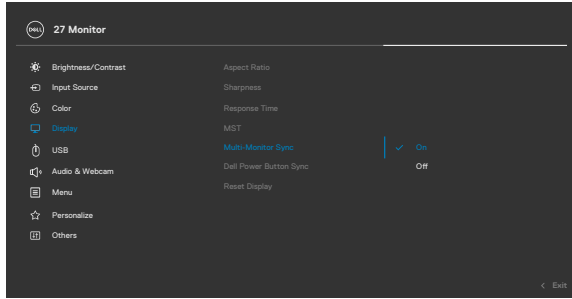 DELL 27 Monitor
Brightness/Contrast
Input Source
Color
Display
USB
Audio & Webcam
Menu
Personalize
Others
Aspect Ratio
Sharpness
Response Time
MST
Multi-Monitor Sync
Dell Power Button Sync
Reset Display
On
Off
Exit